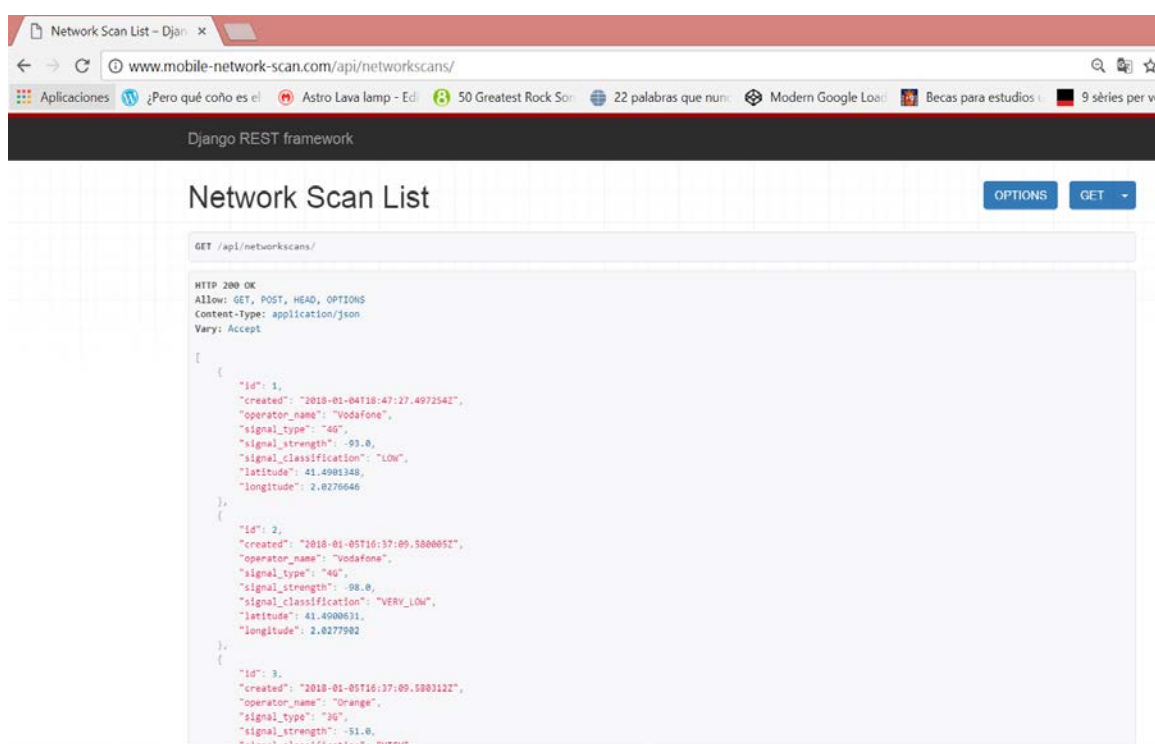 Network Scan List – Djan
www.mobile-network-scan.com/api/networkscans/
Aplicaciones ¿Pero qué coño es el Astro Lava lamp - Edi 50 Greatest Rock Son 22 palabras que nunc Modern Google Load Becas para estudios u 9 sèries per v
Django REST framework
Network Scan List
OPTIONS GET
GET /api/networkscans/
HTTP 200 OK
Allow: GET, POST, HEAD, OPTIONS
Content-Type: application/json
Vary: Accept
[
{
"id": 1,
"created": "2018-01-04T18:47:27.497254Z",
"operator_name": "Vodafone",
"signal_type": "4G",
"signal_strength": -93.0,
"signal_classification": "LOW",
"latitude": 41.4901348,
"longitude": 2.0276646
},
{
"id": 2,
"created": "2018-01-05T16:37:09.580005Z",
"operator_name": "Vodafone",
"signal_type": "4G",
"signal_strength": -98.0,
"signal_classification": "VERY_LOW",
"latitude": 41.4900631,
"longitude": 2.0277902
},
{
"id": 3,
"created": "2018-01-05T16:37:09.580312Z",
"operator_name": "Orange",
"signal_type": "3G",
"signal_strength": -51.0,